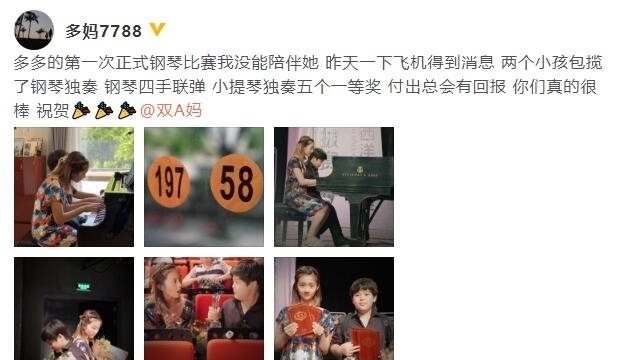 多妈7788
多多的第一次正式钢琴比赛我没能陪伴她 昨天一下飞机得到消息 两个小孩包揽
了钢琴独奏 钢琴四手联弹 小提琴独奏五个一等奖 付出总会有回报 你们真的很
棒 祝贺 @双A妈
197
58
西洋
STEINWAY & SONS